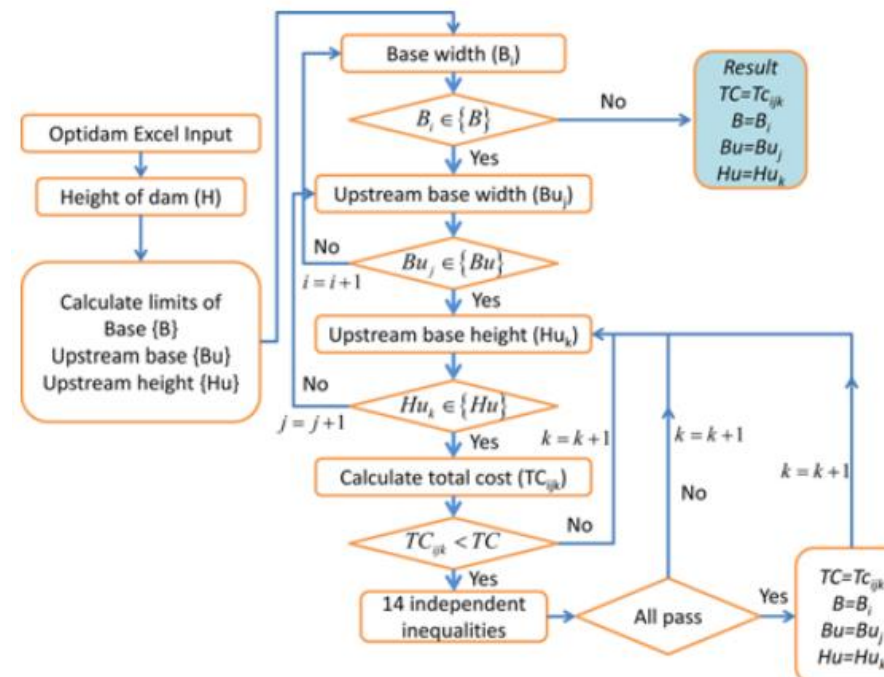 Optidam Excel Input
Height of dam (H)
Calculate limits of
Base {B}
Upstream base {Bu}
Upstream height {Hu}
Base width (Bᵢ)
Bᵢ ∈ {B}
No
Yes
Result
TC=Tcᵢⱼₖ
B=Bᵢ
Bu=Buⱼ
Hu=Huₖ
Upstream base width (Buⱼ)
No
Buⱼ ∈ {Bu}
i = i+1
Yes
Upstream base height (Huₖ)
No
Huₖ ∈ {Hu}
j = j+1
Yes
k = k+1
k = k+1
k = k+1
Calculate total cost (TCᵢⱼₖ)
No
No
TCᵢⱼₖ < TC
Yes
14 independent
inequalities
All pass
Yes
TC=Tcᵢⱼₖ
B=Bᵢ
Bu=Buⱼ
Hu=Huₖ